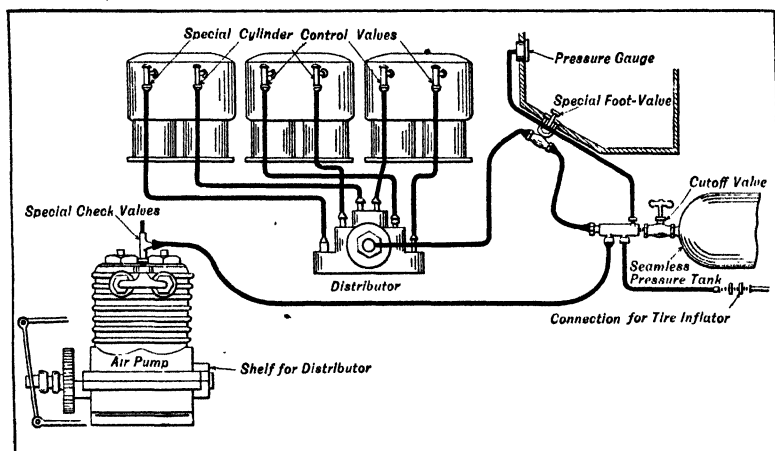 Special Cylinder Control Valves
Pressure Gauge
Special Foot-Valve
Special Check Valves
Cutoff Valve
Distributor
Seamless
Pressure Tank
Connection for Tire Inflator
Air Pump
Shelf for Distributor